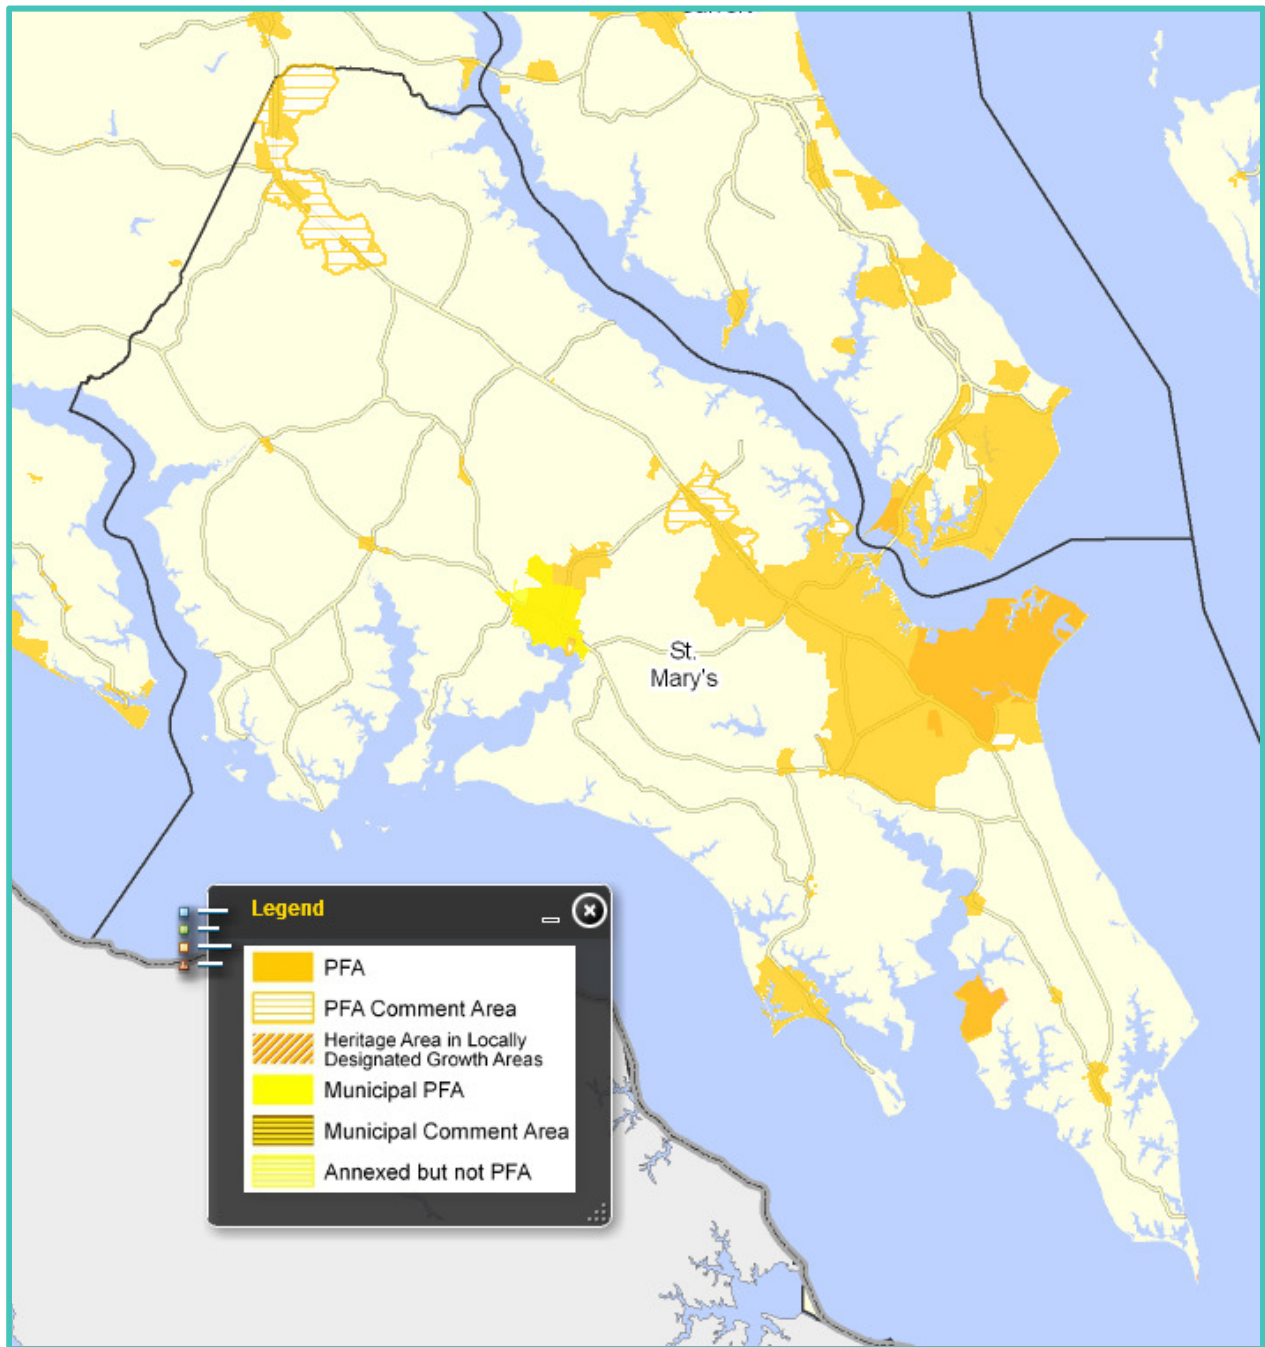 St.
Mary's
Legend
PFA
PFA Comment Area
Heritage Area in Locally
Designated Growth Areas
Municipal PFA
Municipal Comment Area
Annexed but not PFA